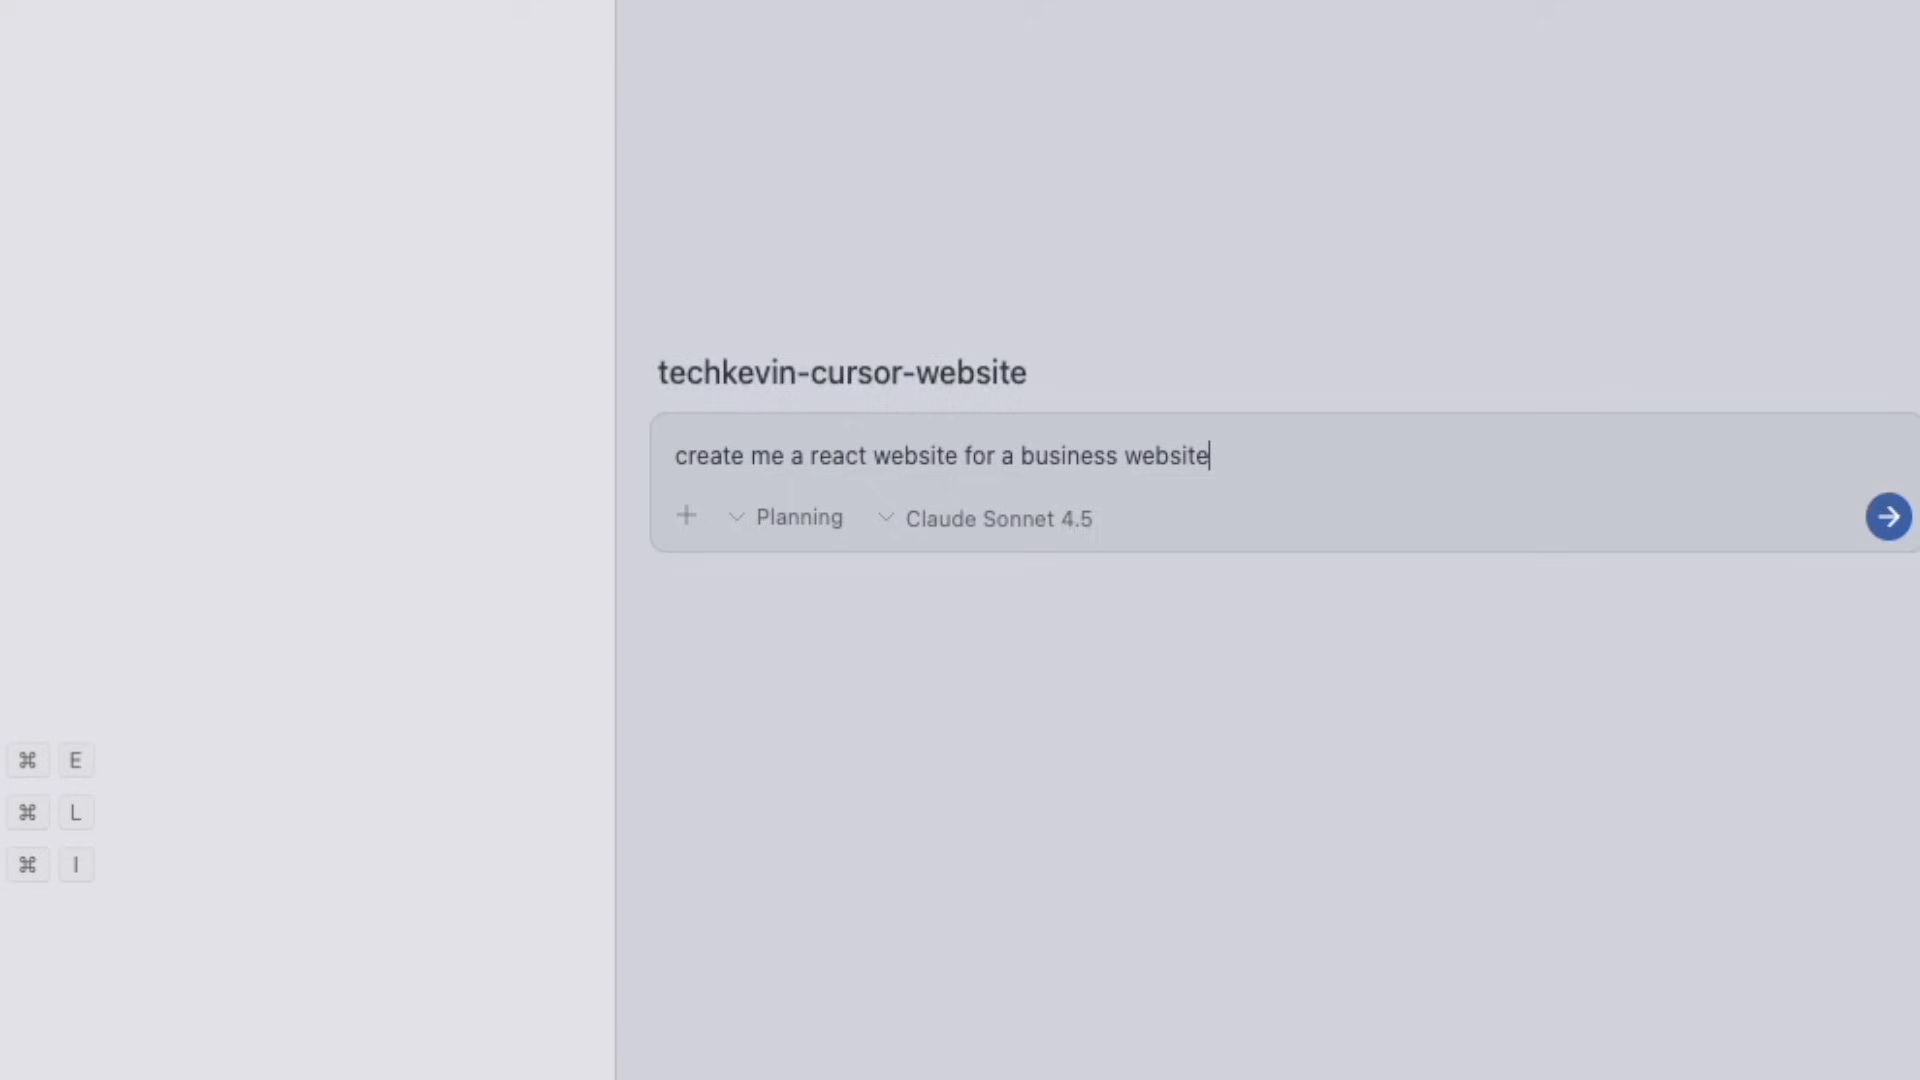 techkevin-cursor-website
create me a react website for a business website
+ Planning Claude Sonnet 4.5
⌘ E
⌘ L
⌘ I